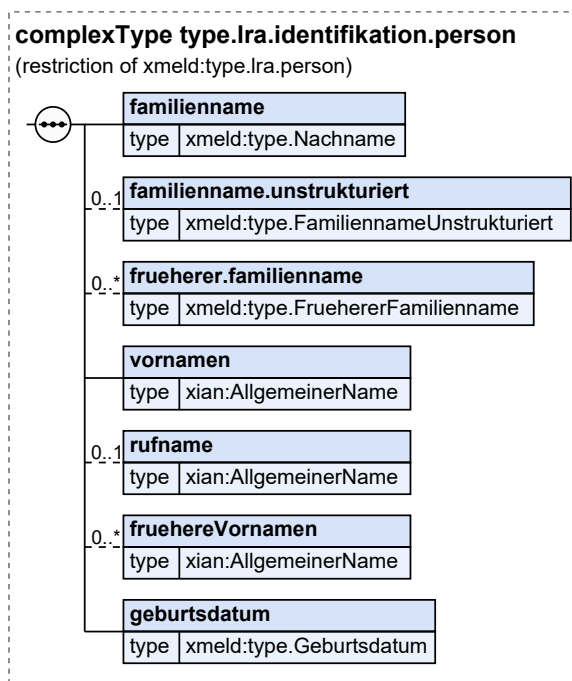 complexType type.lra.identifikation.person
(restriction of xmeld:type.lra.person)
familienname
type xmeld:type.Nachname
0..1 familienname.unstrukturiert
type xmeld:type.FamiliennameUnstrukturiert
0..* frueherer.familienname
type xmeld:type.FruehererFamilienname
vornamen
type xian:AllgemeinerName
0..1 rufname
type xian:AllgemeinerName
0..* fruehereVornamen
type xian:AllgemeinerName
geburtsdatum
type xmeld:type.Geburtsdatum